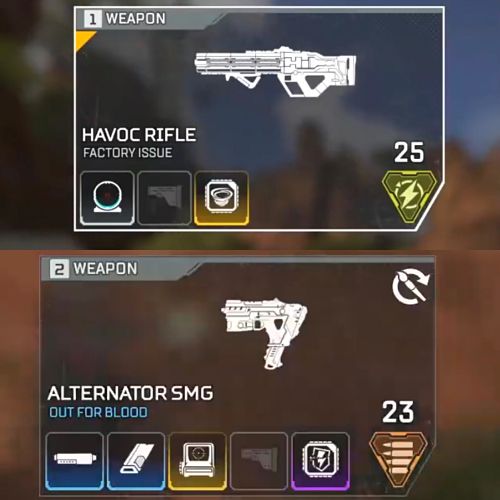 1 WEAPON
HAVOC RIFLE
FACTORY ISSUE
25
2 WEAPON
ALTERNATOR SMG
OUT FOR BLOOD
23